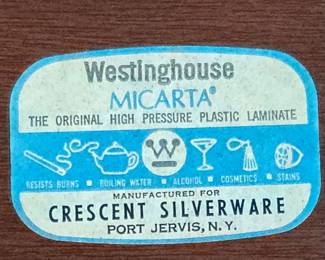 Westinghouse
MICARTA®
THE ORIGINAL HIGH PRESSURE PLASTIC LAMINATE
W
RESISTS BURNS ■ BOILING WATER ■ ALCOHOL ■ COSMETICS ■ STAINS
MANUFACTURED FOR
CRESCENT SILVERWARE
PORT JERVIS, N.Y.